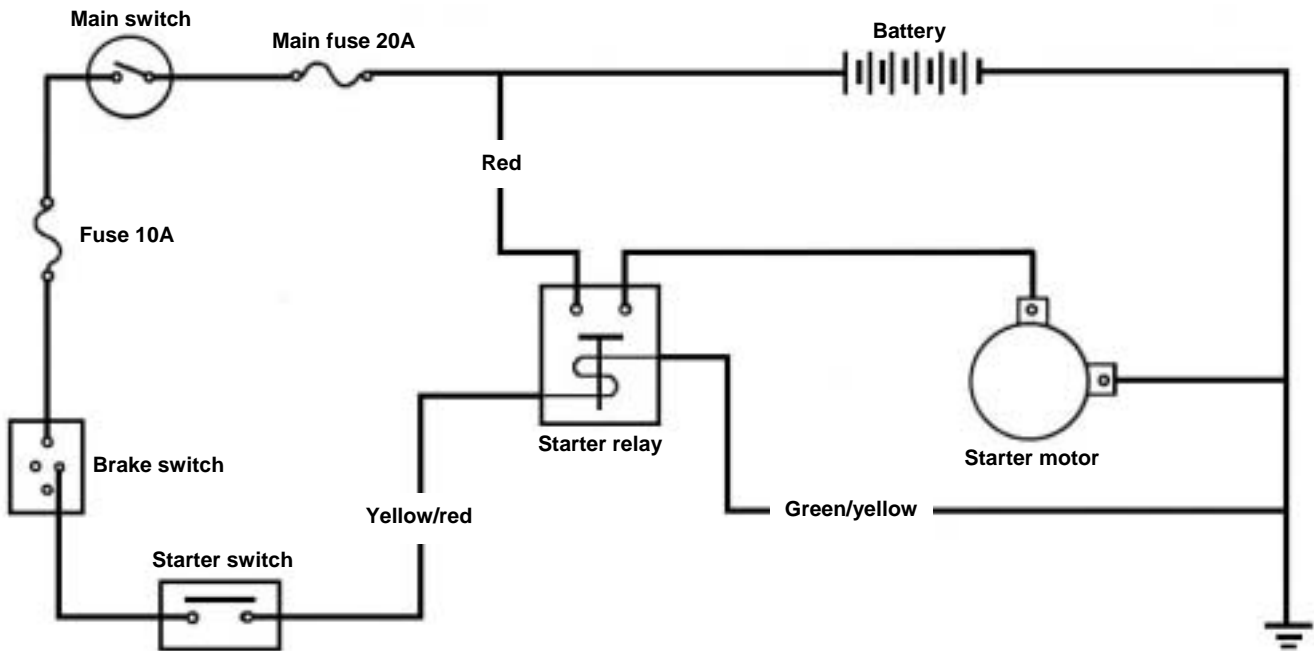 Main switch
Main fuse 20A
Battery
Red
Fuse 10A
Starter relay
Starter motor
Brake switch
Yellow/red
Green/yellow
Starter switch